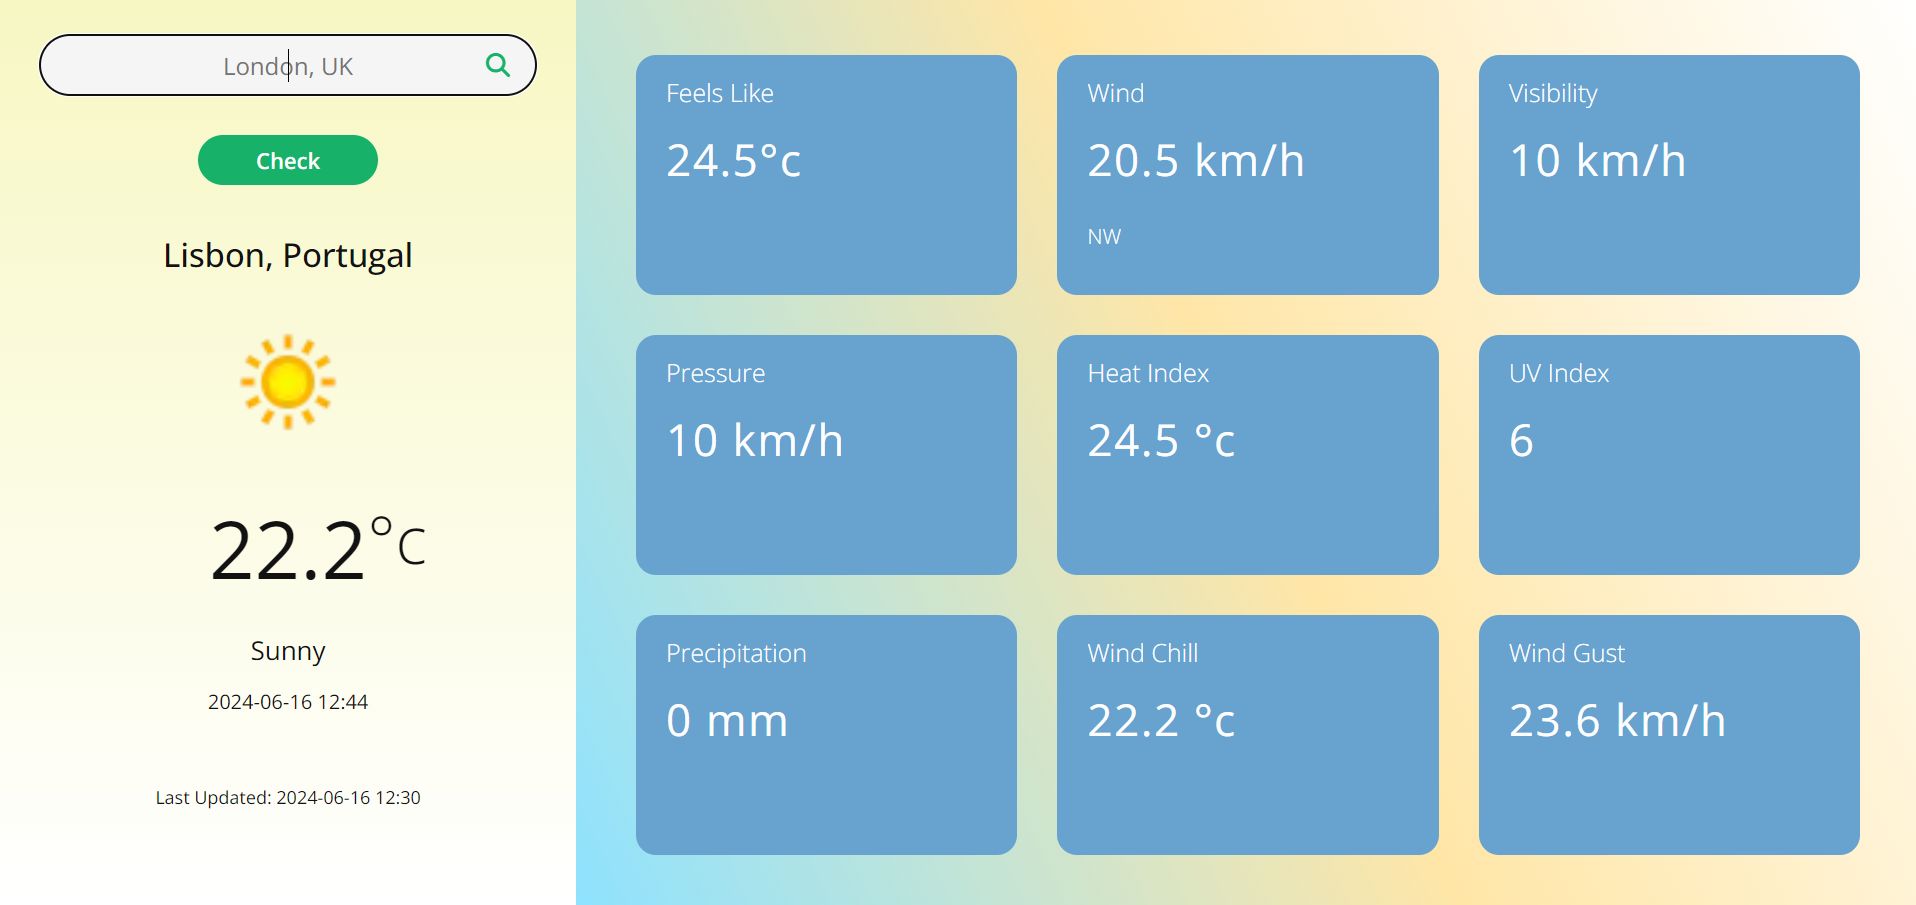 London, UK
Check
Lisbon, Portugal
22.2°C
Sunny
2024-06-16 12:44
Last Updated: 2024-06-16 12:30
Feels Like
24.5°c
Wind
20.5 km/h
NW
Visibility
10 km/h
Pressure
10 km/h
Heat Index
24.5 °c
UV Index
6
Precipitation
0 mm
Wind Chill
22.2 °c
Wind Gust
23.6 km/h